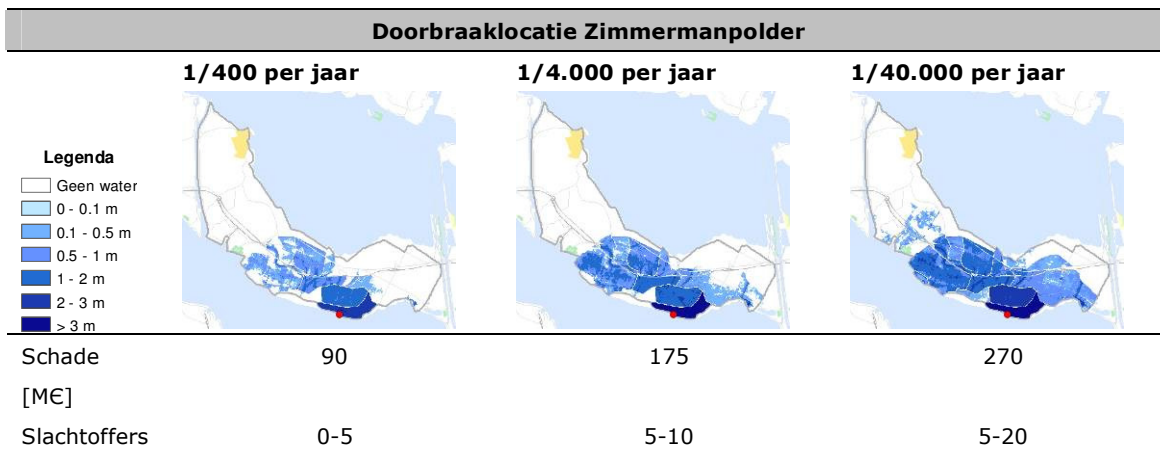 Doorbraaklocatie Zimmermanpolder
1/400 per jaar 1/4.000 per jaar 1/40.000 per jaar
Legenda
Geen water
0 - 0.1 m
0.1 - 0.5 m
0.5 - 1 m
1 - 2 m
2 - 3 m
> 3 m
Schade 90 175 270
[M€]
Slachtoffers 0-5 5-10 5-20